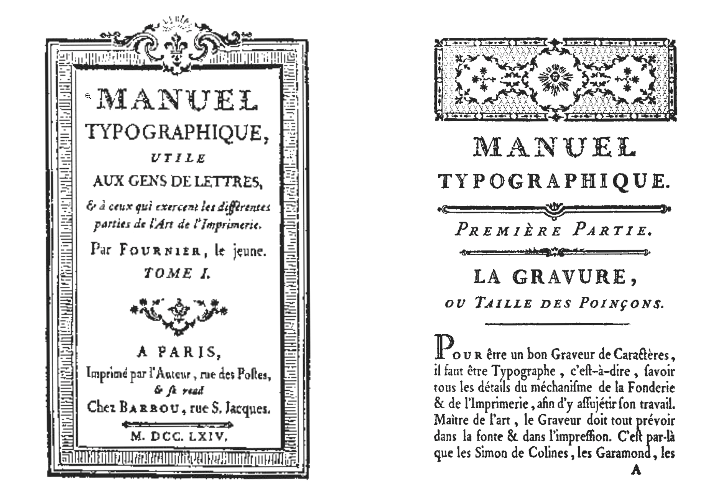 MANUEL
TYPOGRAPHIQUE,
UTILE
AUX GENS DE LETTRES,
& à ceux qui exercent les différentes
parties de l'Art de l'Imprimerie.
Par FOURNIER, le jeune.
TOME I.
A PARIS,
Imprimé par l'Auteur, rue des Postes,
& se vend
Chez BARBOU, rue S. Jacques.
M. DCC. LXIV.
MANUEL
TYPOGRAPHIQUE.
PREMIÈRE PARTIE.
LA GRAVURE,
OU TAILLE DES POINÇONS.
POUR être un bon Graveur de Caractères,
il faut être Typographe, c'eſt-à-dire, ſavoir
tous les détails du méchaniſme de la Fonderie
& de l'Imprimerie, afin d'y aſſujétir ſon travail.
Maître de l'art, le Graveur doit tout prévoir
dans la fonte & dans l'impreſſion. C'eſt par-là
que les Simon de Colines, les Garamond, les
A